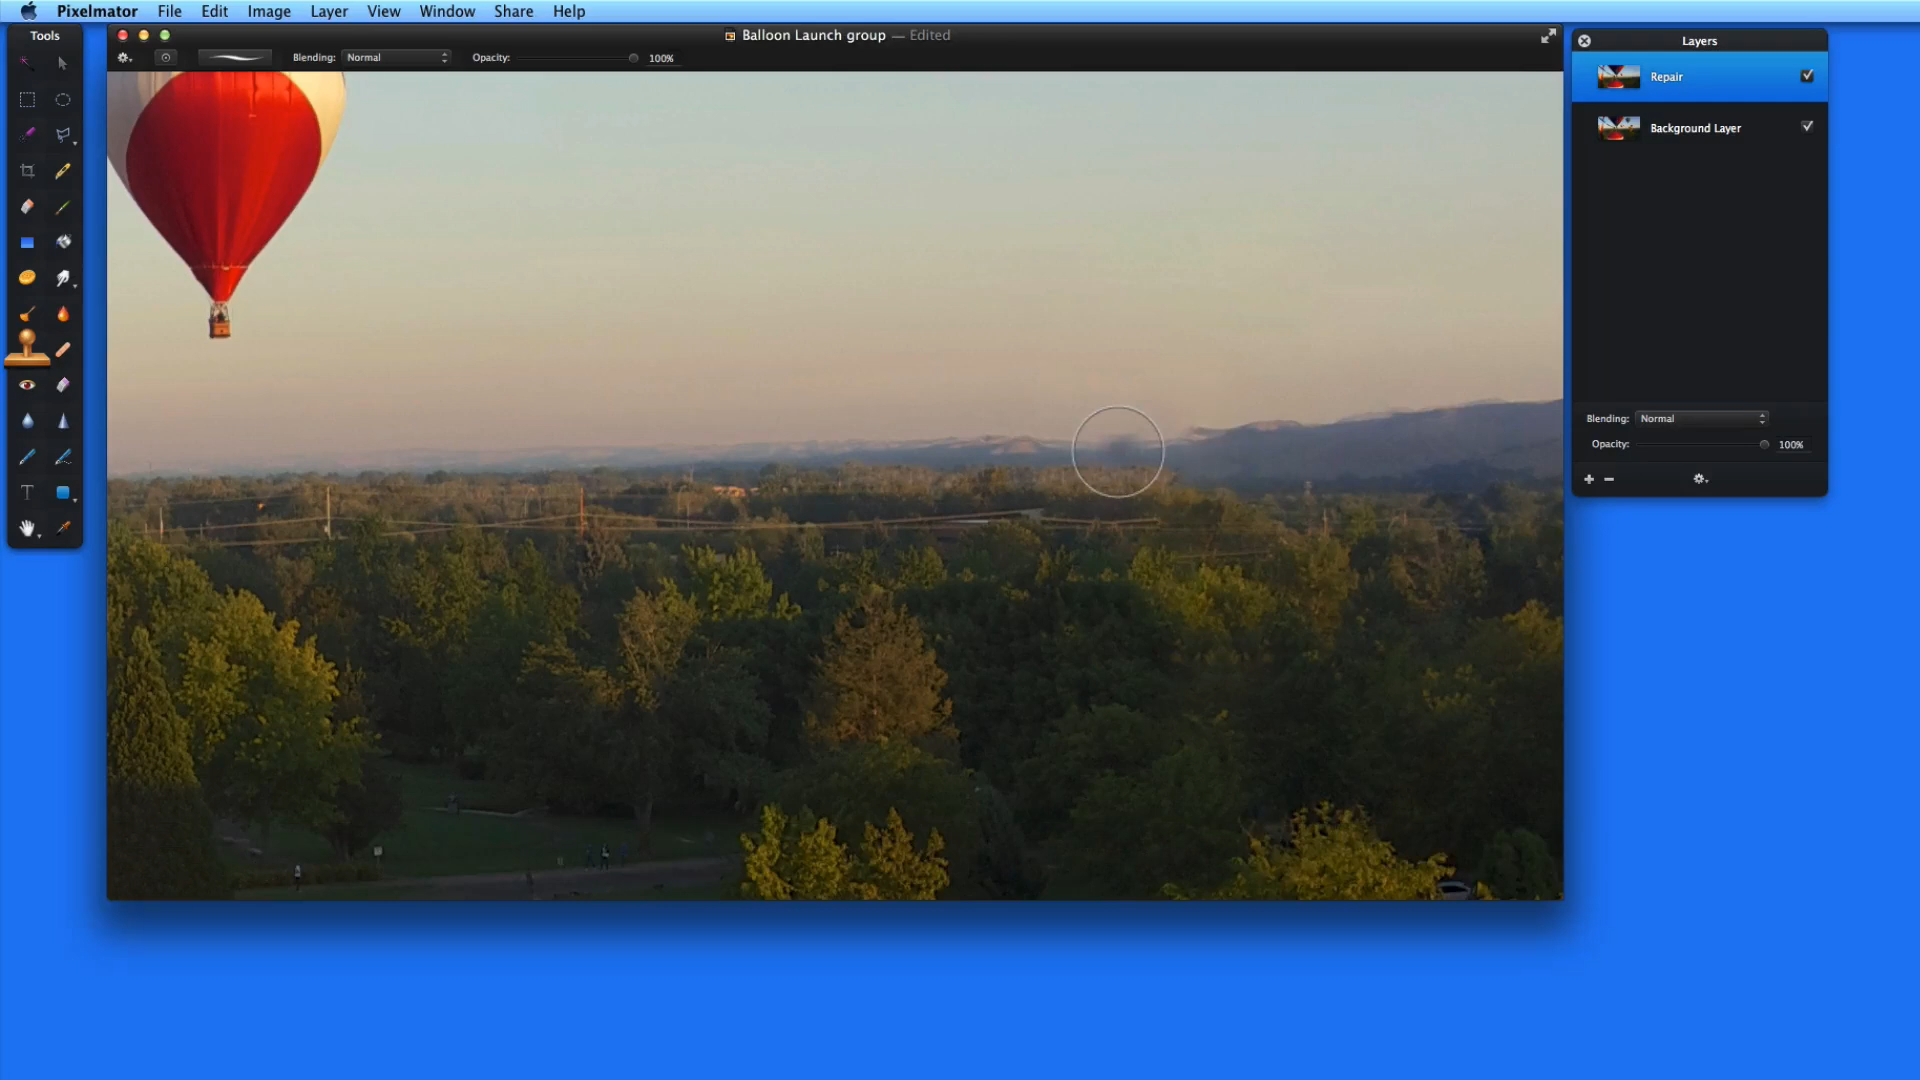 Pixelmator File Edit Image Layer View Window Share Help
Tools
Balloon Launch group — Edited
Blending: Normal Opacity: 100%
Layers
Repair
Background Layer
Blending: Normal
Opacity: 100%
T